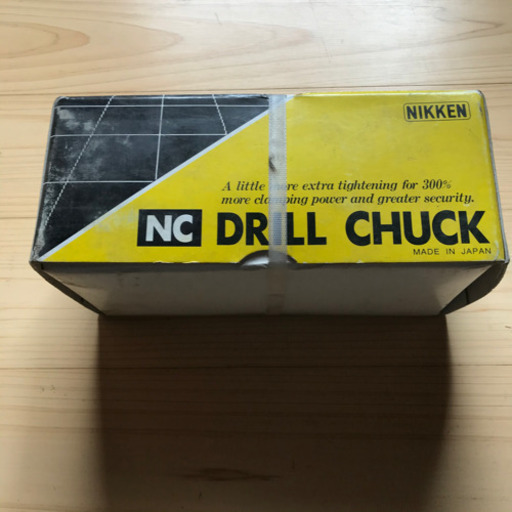 NIKKEN
A little more extra tightening for 300%
more clamping power and greater security.
NC DRILL CHUCK
MADE IN JAPAN